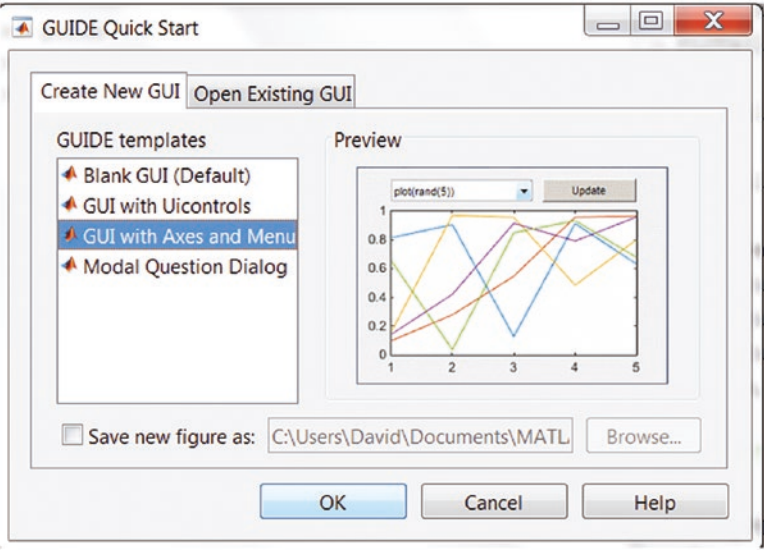 GUIDE Quick Start
Create New GUI
Open Existing GUI
GUIDE templates
Blank GUI (Default)
GUI with Uicontrols
GUI with Axes and Menu
Modal Question Dialog
Preview
plot(rand(5))
Update
1
0.8
0.6
0.4
0.2
0
1 2 3 4 5
Save new figure as:
C:\Users\David\Documents\MATL
Browse...
OK
Cancel
Help